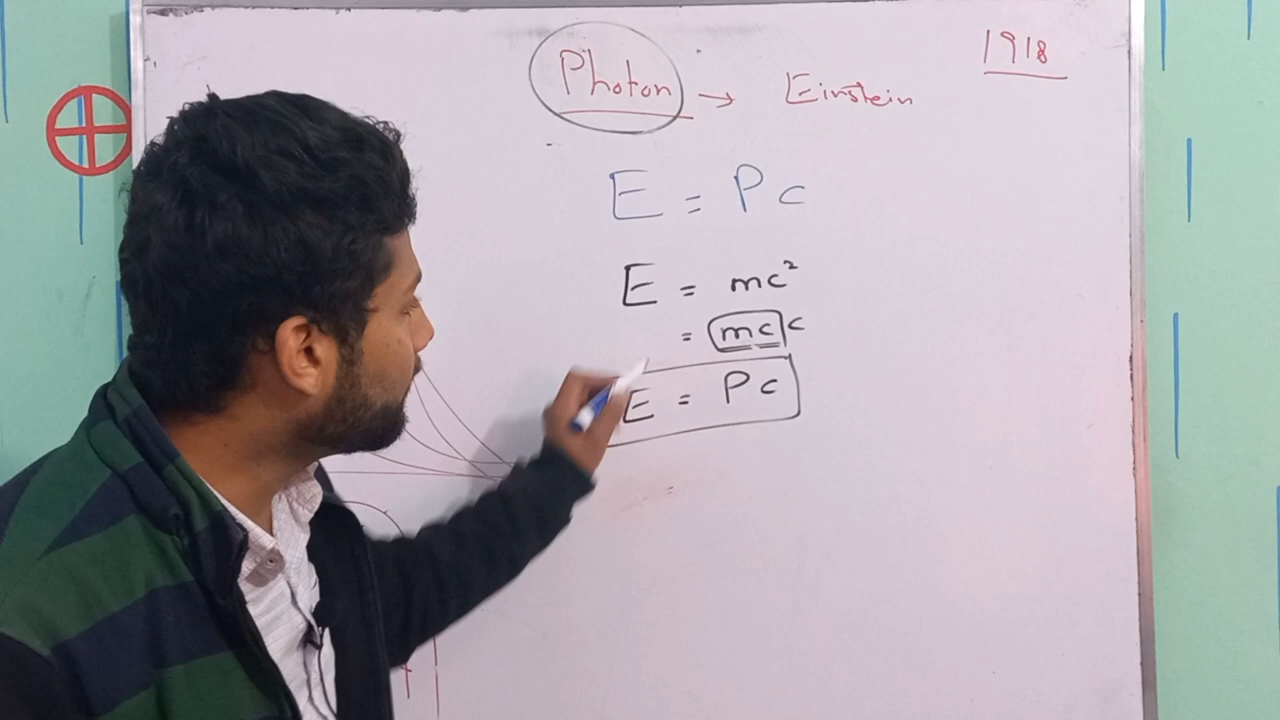 1918
Photon → Einstein
E = Pc
E = mc²
= mc c
E = Pc